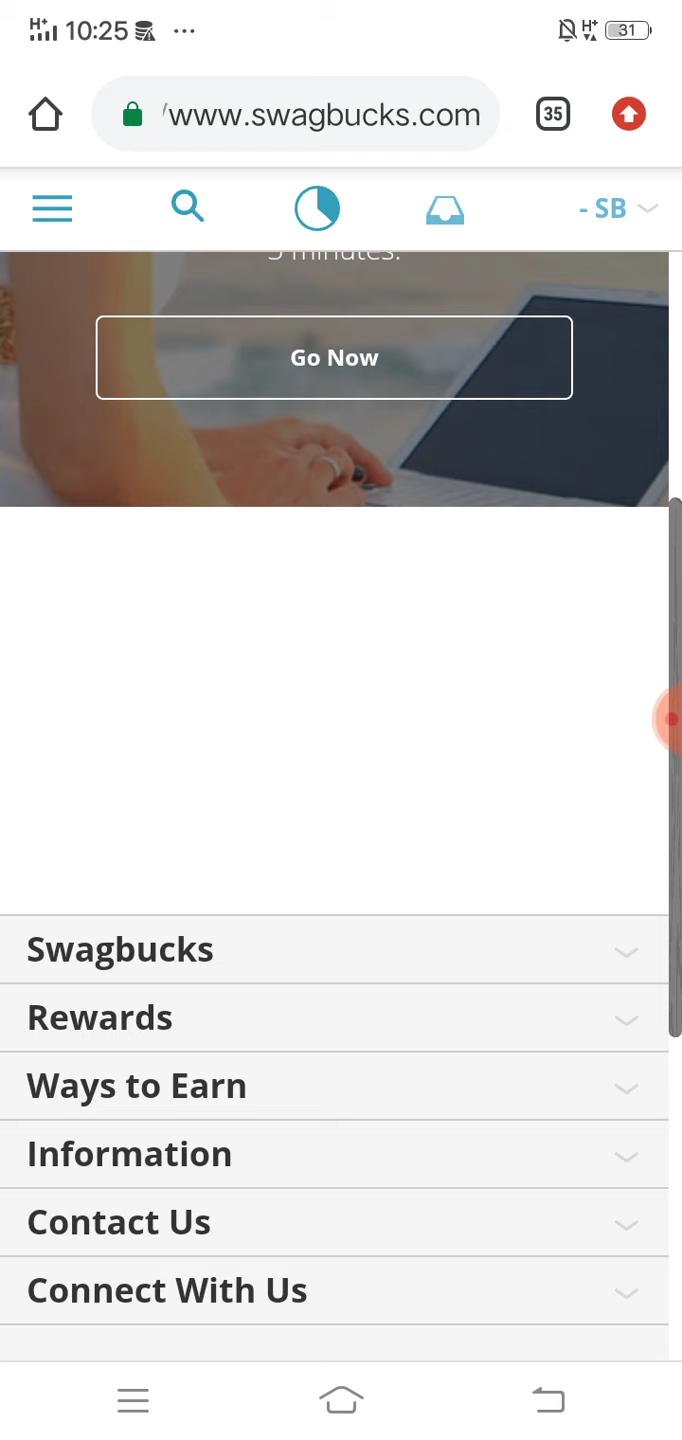 H+ 10:25 ... H+ 31
/www.swagbucks.com 35
- SB
5 minutes.
Go Now
Swagbucks
Rewards
Ways to Earn
Information
Contact Us
Connect With Us